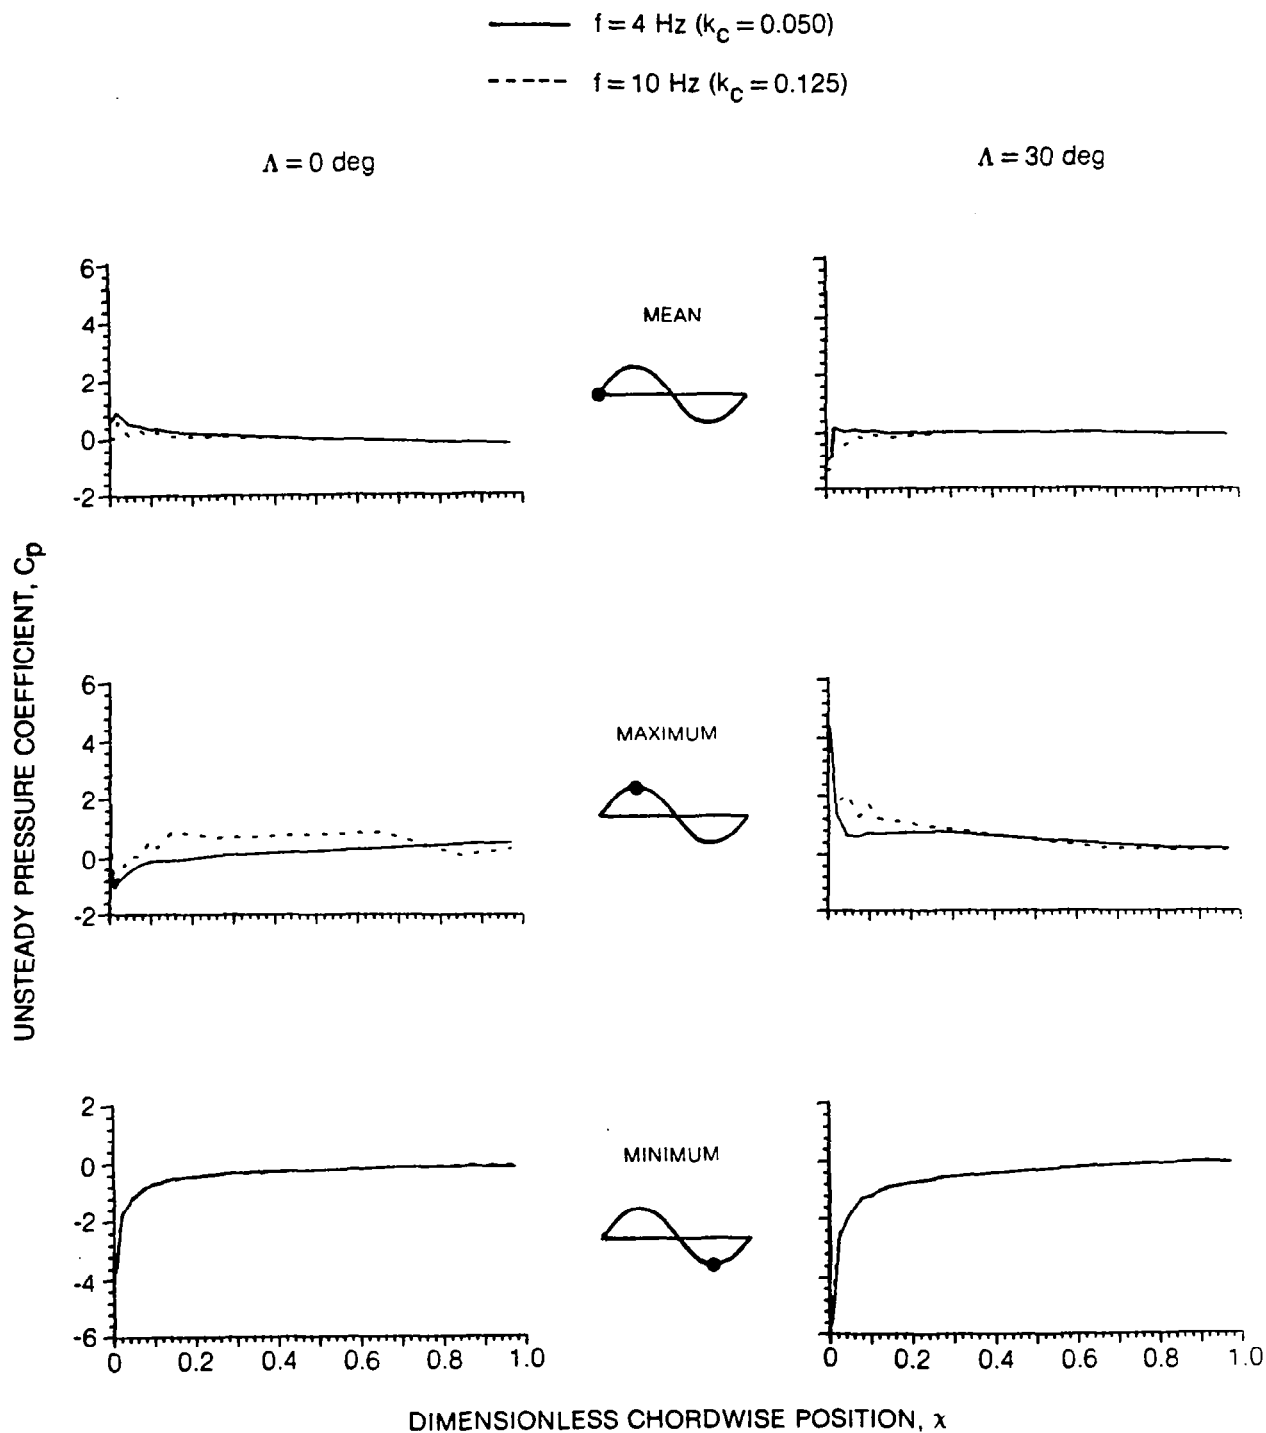 f = 4 Hz (kc = 0.050)
f = 10 Hz (kc = 0.125)
Λ = 0 deg
Λ = 30 deg
6
4
2
0
-2
MEAN
6
4
2
0
-2
MAXIMUM
2
0
-2
-4
-6
MINIMUM
0 0.2 0.4 0.6 0.8 1.0
0 0.2 0.4 0.6 0.8 1.0
UNSTEADY PRESSURE COEFFICIENT, Cp
DIMENSIONLESS CHORDWISE POSITION, χ